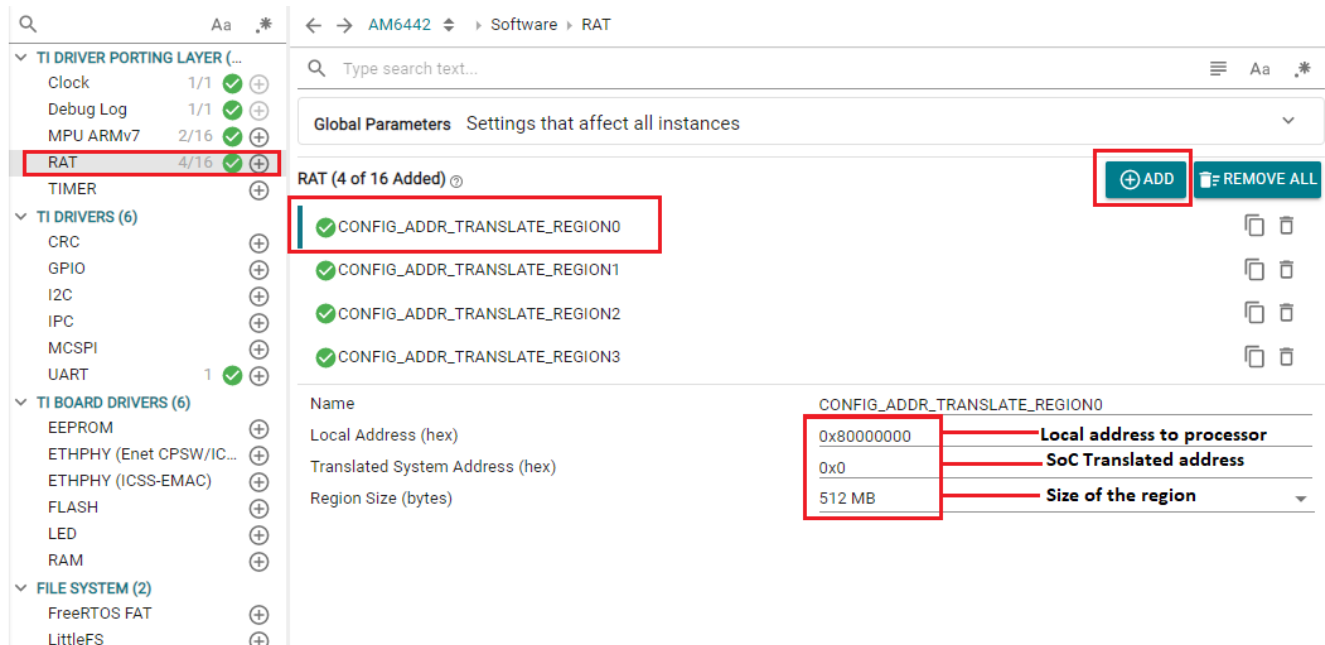 Aa .*
TI DRIVER PORTING LAYER (...
Clock 1/1
Debug Log 1/1
MPU ARMv7 2/16
RAT 4/16
TIMER
TI DRIVERS (6)
CRC
GPIO
I2C
IPC
MCSPI
UART 1
TI BOARD DRIVERS (6)
EEPROM
ETHPHY (Enet CPSW/IC...
ETHPHY (ICSS-EMAC)
FLASH
LED
RAM
FILE SYSTEM (2)
FreeRTOS FAT
LittleFS
AM6442 Software RAT
Type search text... Aa .*
Global Parameters Settings that affect all instances
RAT (4 of 16 Added) ADD REMOVE ALL
CONFIG_ADDR_TRANSLATE_REGION0
CONFIG_ADDR_TRANSLATE_REGION1
CONFIG_ADDR_TRANSLATE_REGION2
CONFIG_ADDR_TRANSLATE_REGION3
Name CONFIG_ADDR_TRANSLATE_REGION0
Local Address (hex) 0x80000000 Local address to processor
Translated System Address (hex) 0x0 SoC Translated address
Region Size (bytes) 512 MB Size of the region